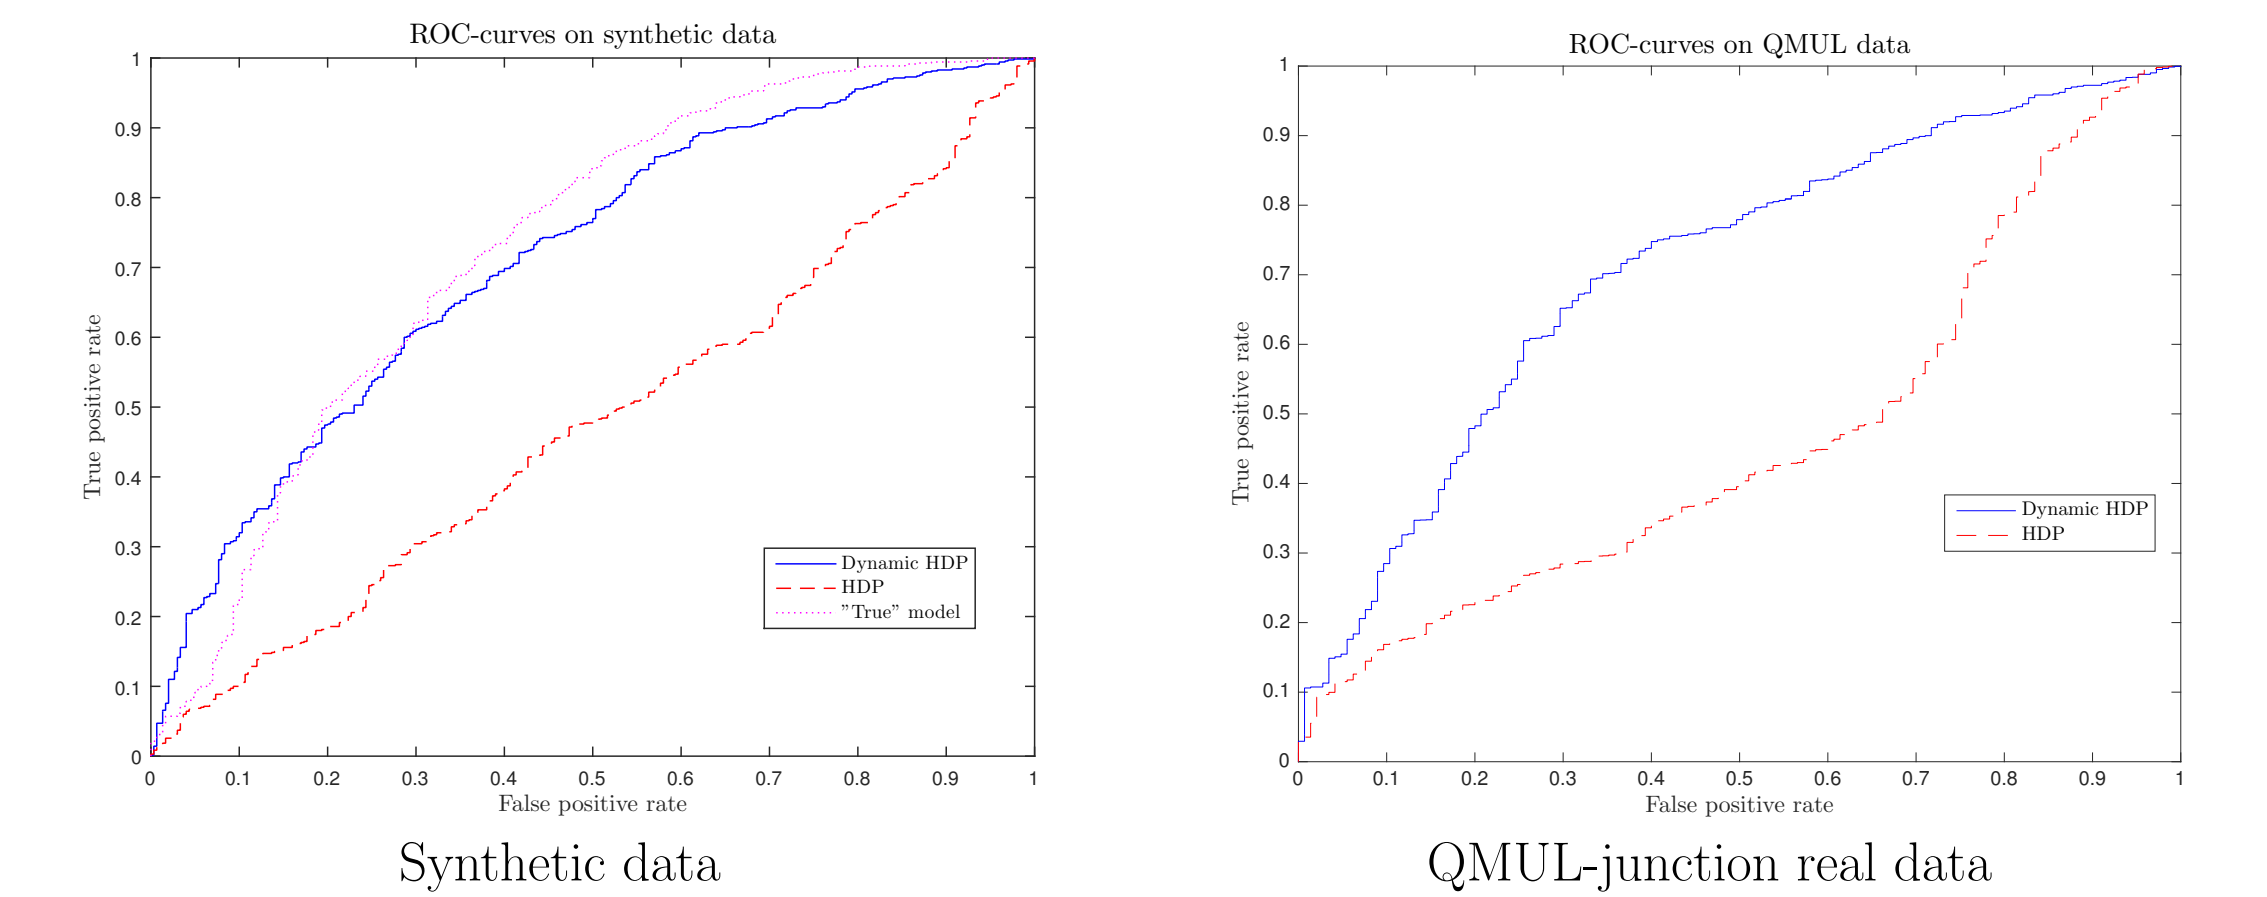 ROC-curves on synthetic data
1
0.9
0.8
0.7
0.6
0.5
0.4
0.3
0.2
0.1
0
True positive rate
Dynamic HDP
HDP
"True" model
0 0.1 0.2 0.3 0.4 0.5 0.6 0.7 0.8 0.9 1
False positive rate
Synthetic data
ROC-curves on QMUL data
1
0.9
0.8
0.7
0.6
0.5
0.4
0.3
0.2
0.1
0
True positive rate
Dynamic HDP
HDP
0 0.1 0.2 0.3 0.4 0.5 0.6 0.7 0.8 0.9 1
False positive rate
QMUL-junction real data